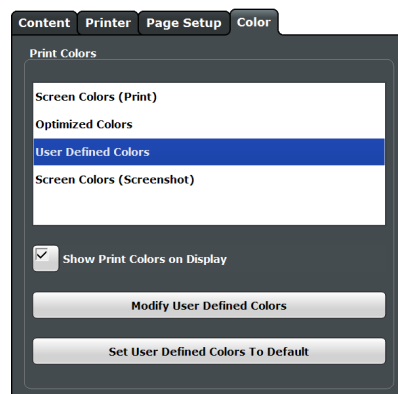 Content Printer Page Setup Color
Print Colors
Screen Colors (Print)
Optimized Colors
User Defined Colors
Screen Colors (Screenshot)
Show Print Colors on Display
Modify User Defined Colors
Set User Defined Colors To Default